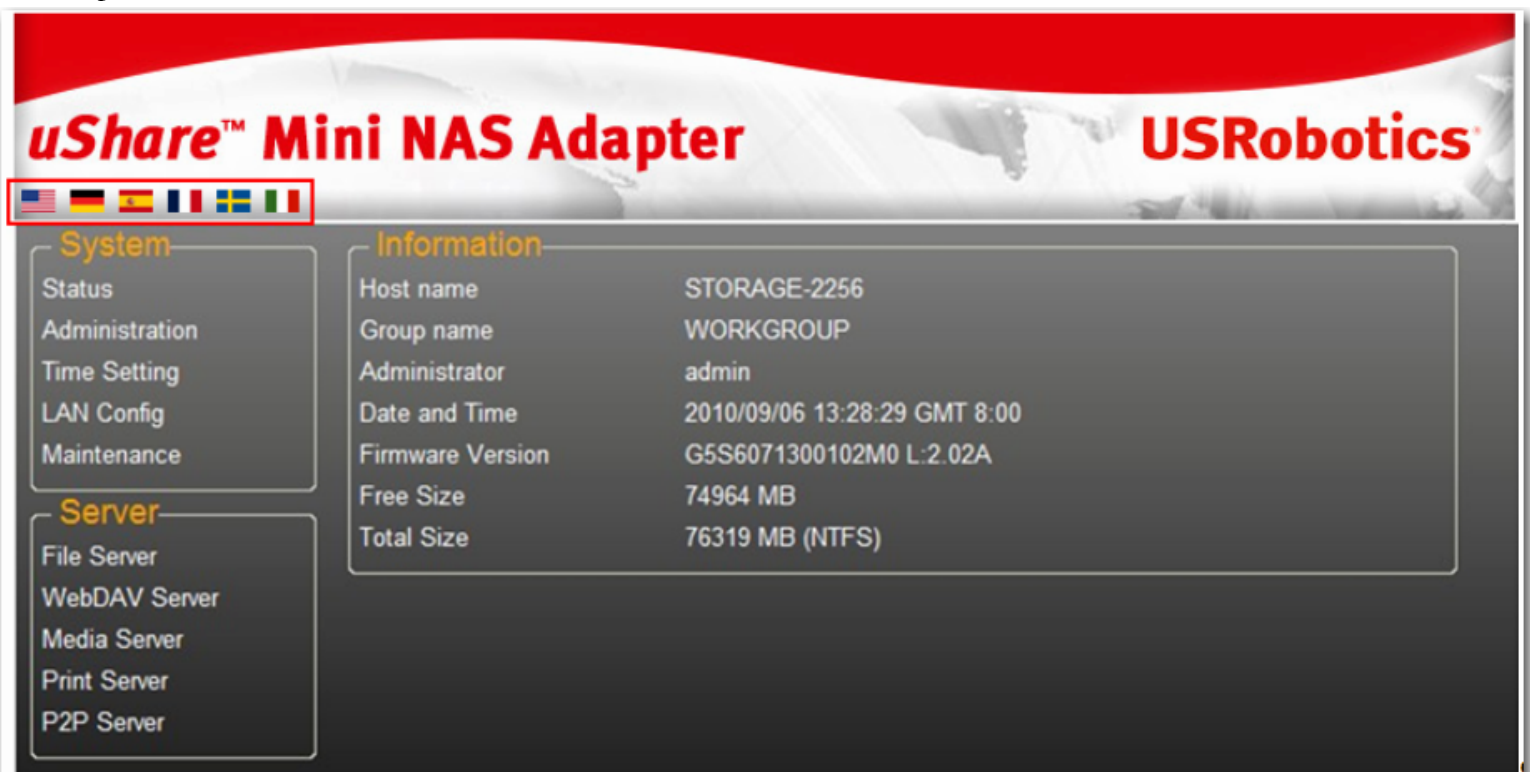 uShare™ Mini NAS Adapter
USRobotics
System
Status
Administration
Time Setting
LAN Config
Maintenance
Server
File Server
WebDAV Server
Media Server
Print Server
P2P Server
Information
Host name STORAGE-2256
Group name WORKGROUP
Administrator admin
Date and Time 2010/09/06 13:28:29 GMT 8:00
Firmware Version G5S6071300102M0 L:2.02A
Free Size 74964 MB
Total Size 76319 MB (NTFS)